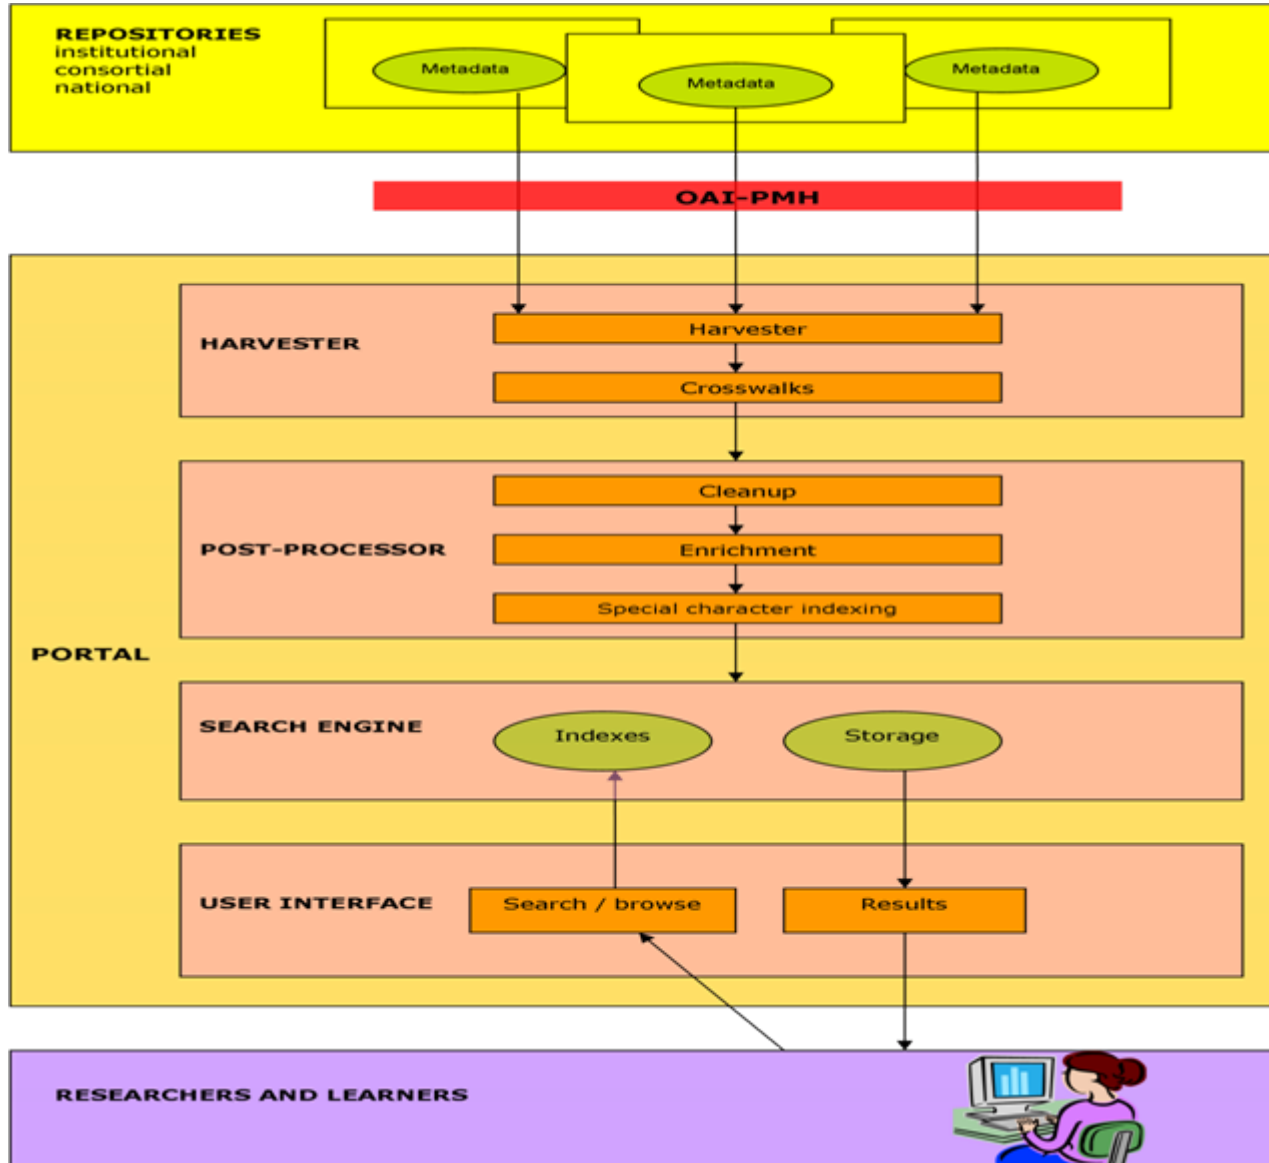 REPOSITORIES
institutional
consortial
national
Metadata
Metadata
Metadata
OAI-PMH
HARVESTER
Harvester
Crosswalks
POST-PROCESSOR
Cleanup
Enrichment
Special character indexing
PORTAL
SEARCH ENGINE
Indexes
Storage
USER INTERFACE
Search / browse
Results
RESEARCHERS AND LEARNERS